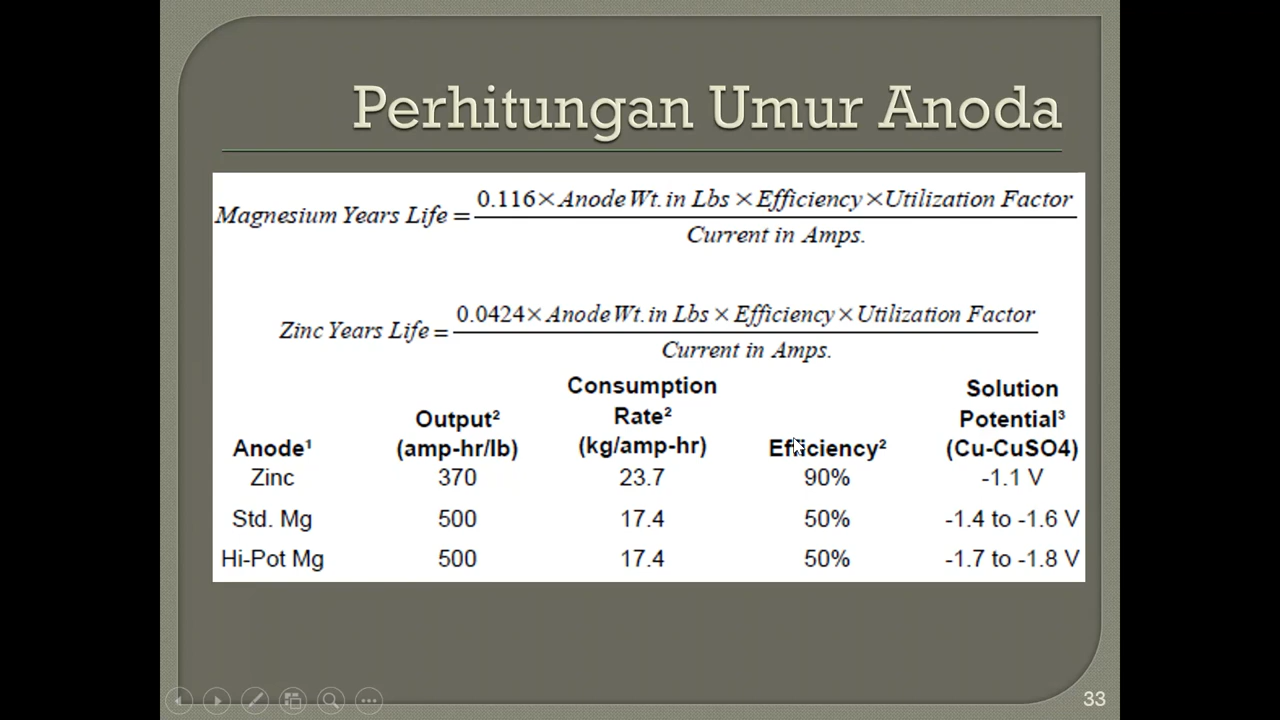 Perhitungan Umur Anoda
Magnesium Years Life = 0.116 × Anode Wt. in Lbs × Efficiency × Utilization Factor / Current in Amps.
Zinc Years Life = 0.0424 × Anode Wt. in Lbs × Efficiency × Utilization Factor / Current in Amps.
Anode¹ Output² (amp-hr/lb) Consumption Rate² (kg/amp-hr) Efficiency² Solution Potential³ (Cu-CuSO4)
Zinc 370 23.7 90% -1.1 V
Std. Mg 500 17.4 50% -1.4 to -1.6 V
Hi-Pot Mg 500 17.4 50% -1.7 to -1.8 V
33